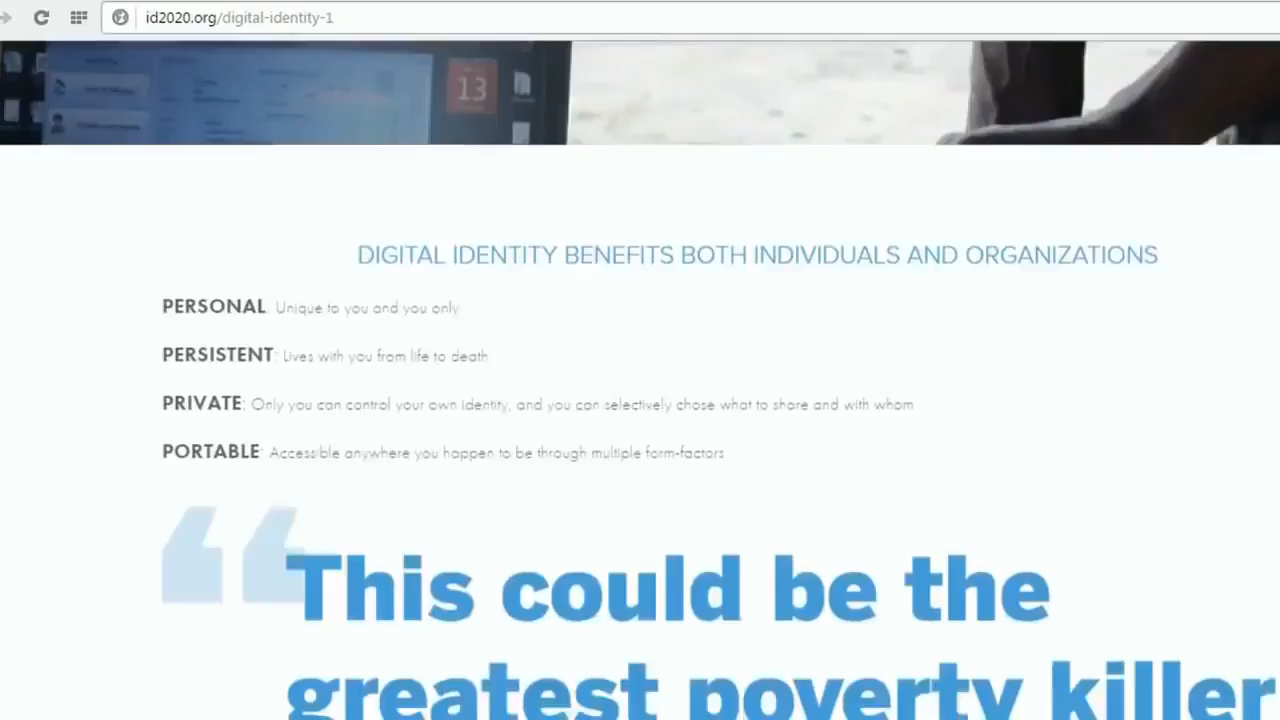 id2020.org/digital-identity-1
13
DIGITAL IDENTITY BENEFITS BOTH INDIVIDUALS AND ORGANIZATIONS
PERSONAL Unique to you and you only
PERSISTENT: Lives with you from life to death
PRIVATE: Only you can control your own identity, and you can selectively chose what to share and with whom
PORTABLE: Accessible anywhere you happen to be through multiple form-factors
“This could be the
greatest poverty killer